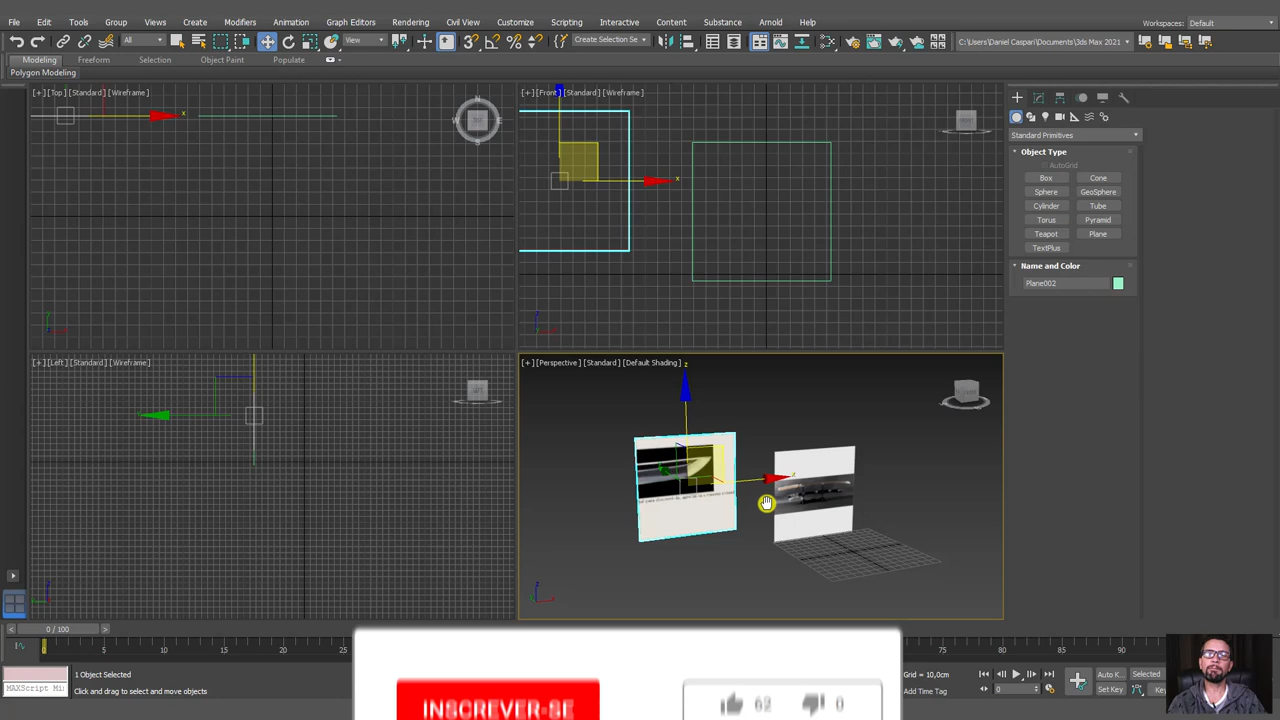 File Edit Tools Group Views Create Modifiers Animation Graph Editors Rendering Civil View Customize Scripting Interactive Content Substance Arnold Help
Workspaces: Default
All View Create Selection Se C:\Users\Daniel Caspari\Documents\3ds Max 2021
Modeling Freeform Selection Object Paint Populate
Polygon Modeling
[+] [Top] [Standard] [Wireframe]
[+] [Front] [Standard] [Wireframe]
Standard Primitives
Object Type
AutoGrid
Box Cone
Sphere GeoSphere
Cylinder Tube
Torus Pyramid
Teapot Plane
TextPlus
Name and Color
Plane002
[+] [Left] [Standard] [Wireframe]
[+] [Perspective] [Standard] [Default Shading]
0 / 100
0 5 10 15 20 25 75 80 85 90
1 Object Selected
MAXScript Mi
Click and drag to select and move objects
Grid = 10,0cm
Add Time Tag
0
Auto K... Selected
Set Key
INSCREVER-SE
62 0